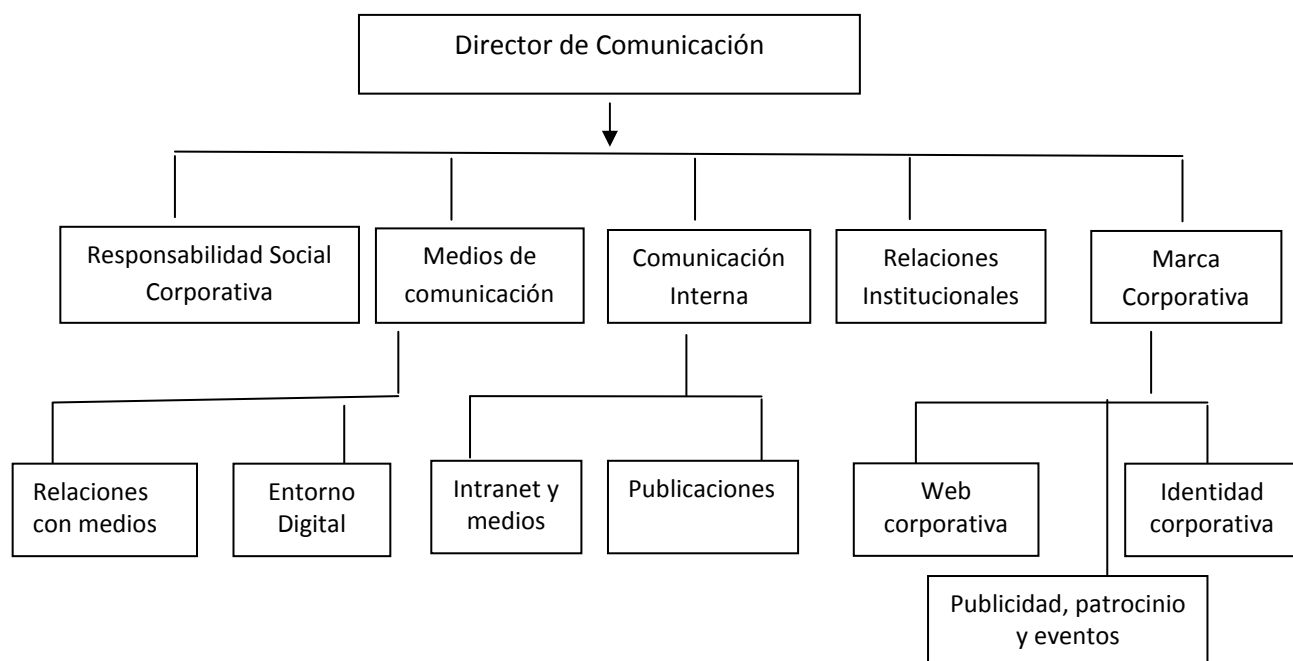 Director de Comunicación
Responsabilidad Social
Corporativa
Medios de
comunicación
Comunicación
Interna
Relaciones
Institucionales
Marca
Corporativa
Relaciones
con medios
Entorno
Digital
Intranet y
medios
Publicaciones
Web
corporativa
Identidad
corporativa
Publicidad, patrocinio
y eventos